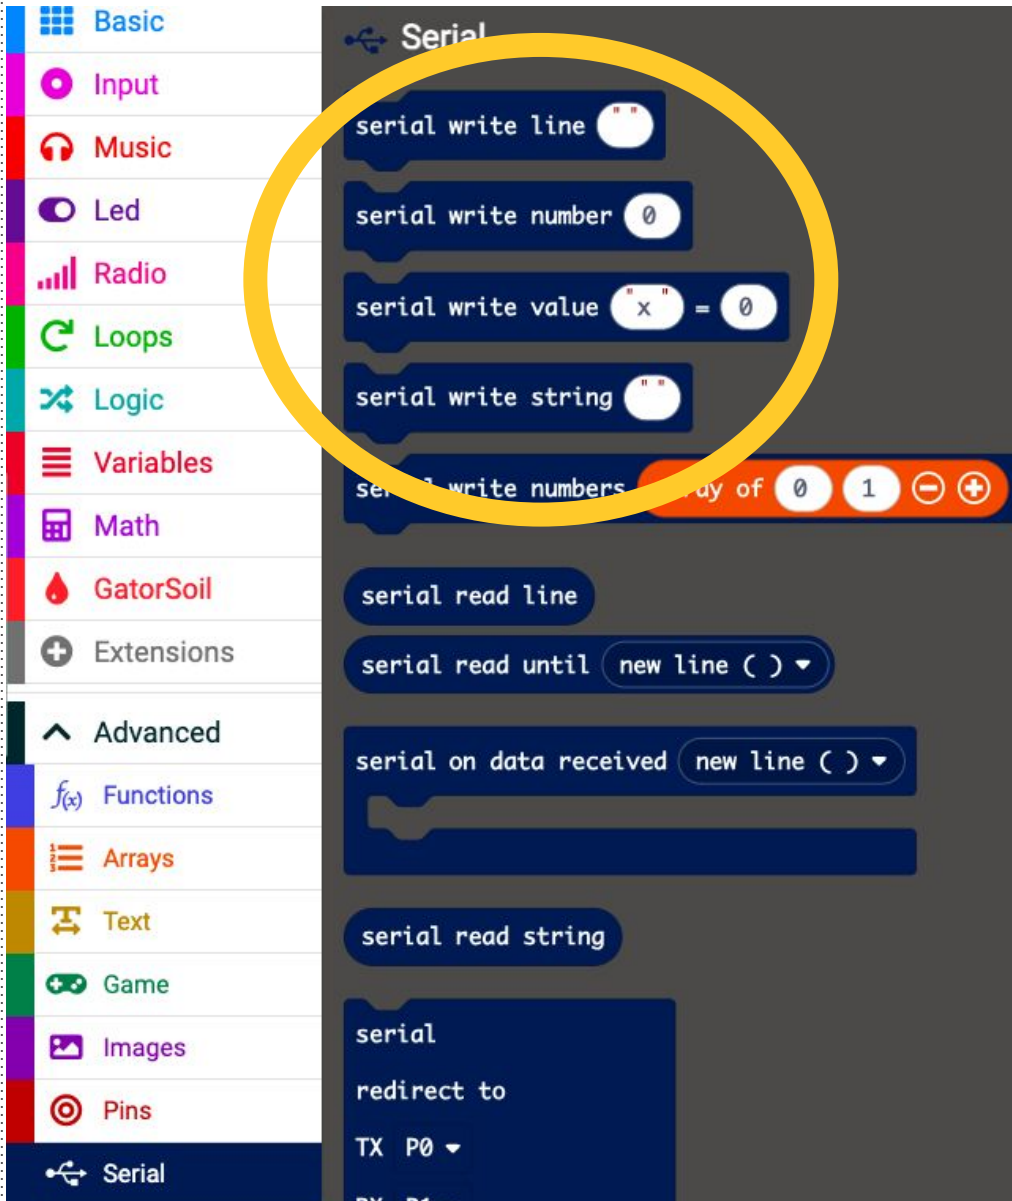 Basic
Input
Music
Led
Radio
Loops
Logic
Variables
Math
GatorSoil
Extensions
Advanced
f(x) Functions
Arrays
Text
Game
Images
Pins
Serial
Serial
serial write line " "
serial write number 0
serial write value "x" = 0
serial write string " "
write numbers of 0 1
serial read line
serial read until new line ( )
serial on data received new line ( )
serial read string
serial
redirect to
TX P0